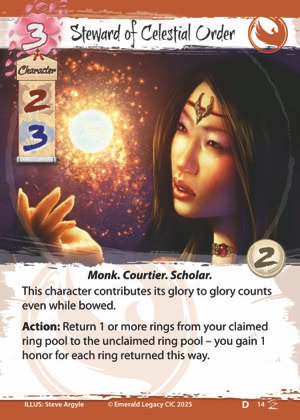 3
Steward of Celestial Order
Character
2
3
2
Monk. Courtier. Scholar.
This character contributes its glory to glory counts
even while bowed.
Action: Return 1 or more rings from your claimed
ring pool to the unclaimed ring pool – you gain 1
honor for each ring returned this way.
ILLUS: Steve Argyle © Emerald Legacy CIC 2025 D 14